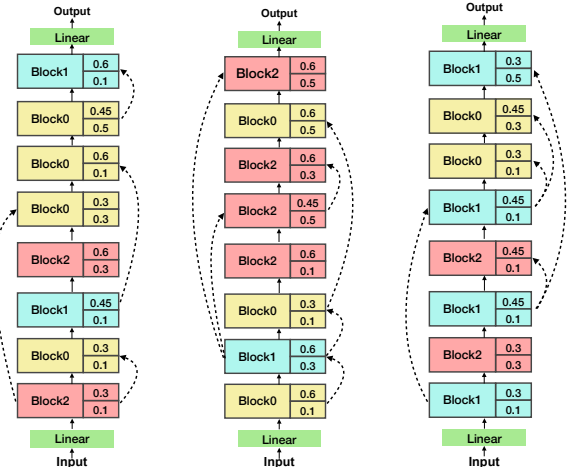 Output
Linear
Block1 0.6 0.1
Block0 0.45 0.5
Block0 0.6 0.1
Block0 0.3 0.3
Block2 0.6 0.3
Block1 0.45 0.1
Block0 0.3 0.1
Block2 0.3 0.1
Linear
Input
Output
Linear
Block2 0.6 0.5
Block0 0.6 0.5
Block2 0.6 0.3
Block2 0.45 0.5
Block2 0.6 0.1
Block0 0.3 0.1
Block1 0.6 0.3
Block0 0.6 0.1
Linear
Input
Output
Linear
Block1 0.3 0.5
Block0 0.45 0.3
Block0 0.3 0.1
Block1 0.45 0.1
Block2 0.45 0.1
Block1 0.45 0.1
Block2 0.3 0.3
Block1 0.3 0.1
Linear
Input